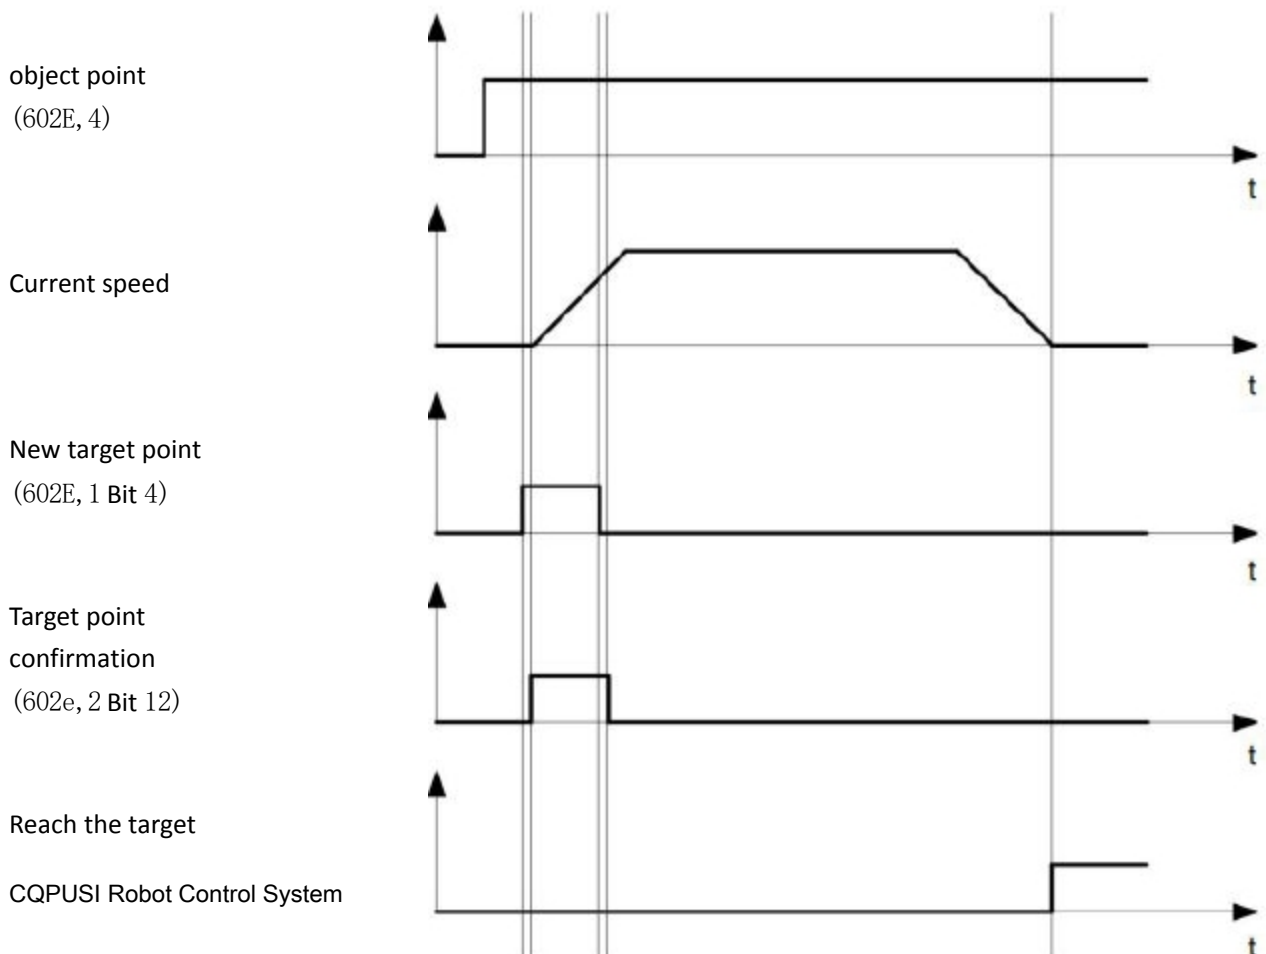 object point
(602E, 4)
t
Current speed
t
New target point
(602E, 1 Bit 4)
t
Target point
confirmation
(602e, 2 Bit 12)
t
Reach the target
CQPUSI Robot Control System
t